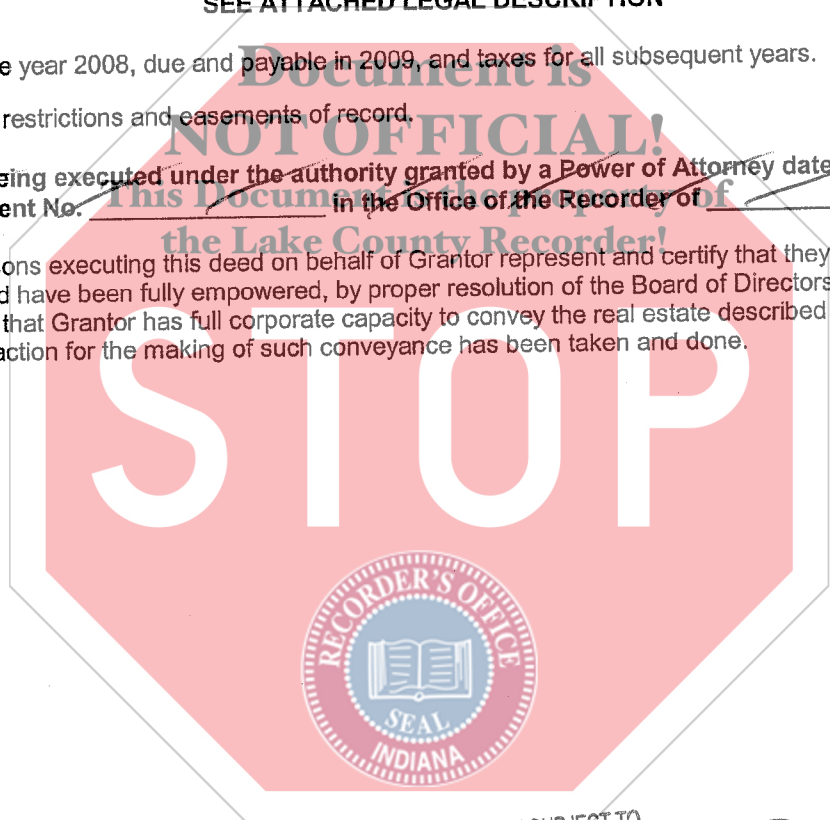 SEE ATTACHED LEGAL DESCRIPTION
e year 2008, due and payable in 2009, and taxes for all subsequent years.
Document is
restrictions and easements of record.
NOT OFFICIAL!
eing executed under the authority granted by a Power of Attorney date
This Document is the property of
ent No. in the Office of the Recorder of
the Lake County Recorder!
ons executing this deed on behalf of Grantor represent and certify that they
d have been fully empowered, by proper resolution of the Board of Directors
that Grantor has full corporate capacity to convey the real estate described
action for the making of such conveyance has been taken and done.
STOP
RECORDER'S OFFICE
SEAL
INDIANA
SUBJECT TO